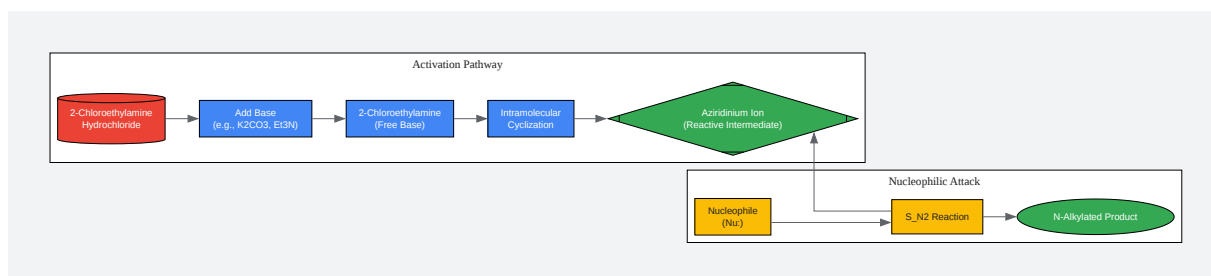 Activation Pathway
2-Chloroethylamine
Hydrochloride
Add Base
(e.g., K2CO3, Et3N)
2-Chloroethylamine
(Free Base)
Intramolecular
Cyclization
Aziridinium Ion
(Reactive Intermediate)
Nucleophilic Attack
Nucleophile
(Nu:)
S_N2 Reaction
N-Alkylated Product